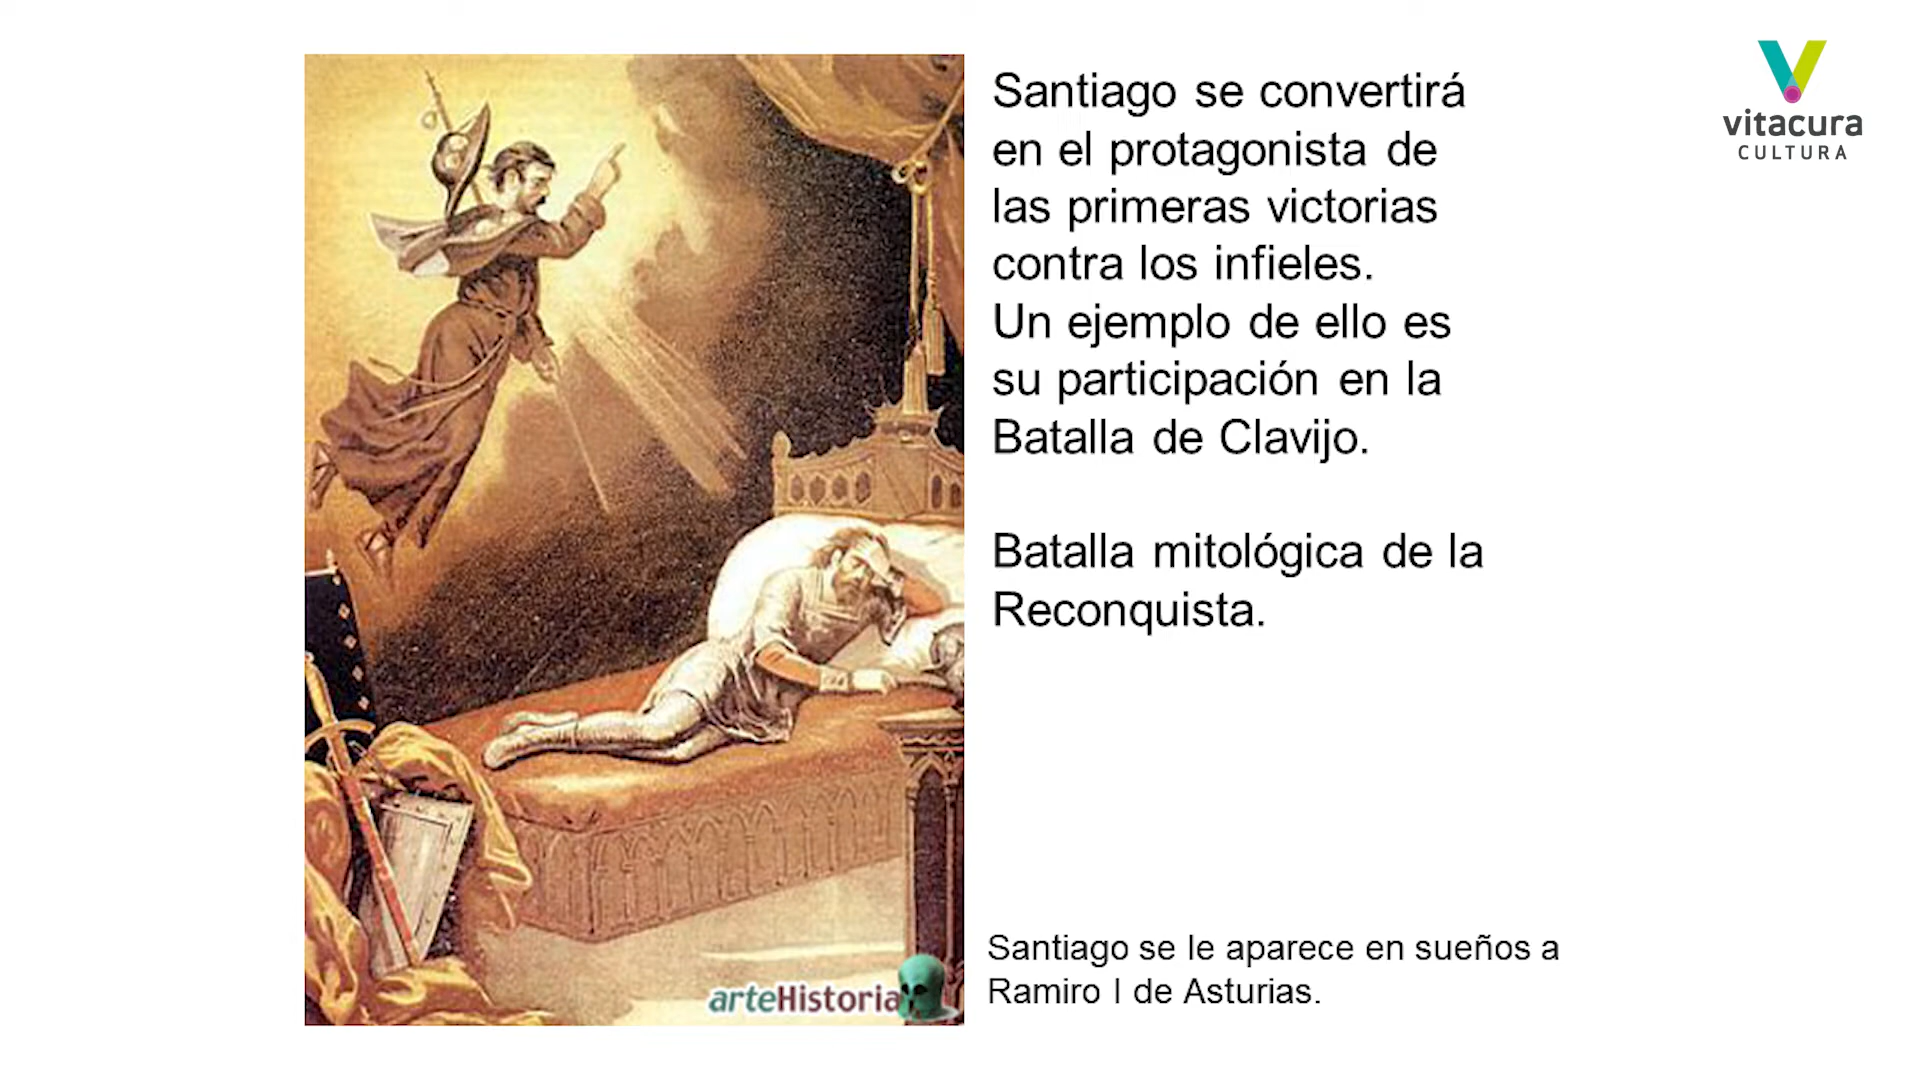 Santiago se convertirá
en el protagonista de
las primeras victorias
contra los infieles.
Un ejemplo de ello es
su participación en la
Batalla de Clavijo.
Batalla mitológica de la
Reconquista.
Santiago se le aparece en sueños a
Ramiro I de Asturias.
arteHistoria
vitacura
CULTURA